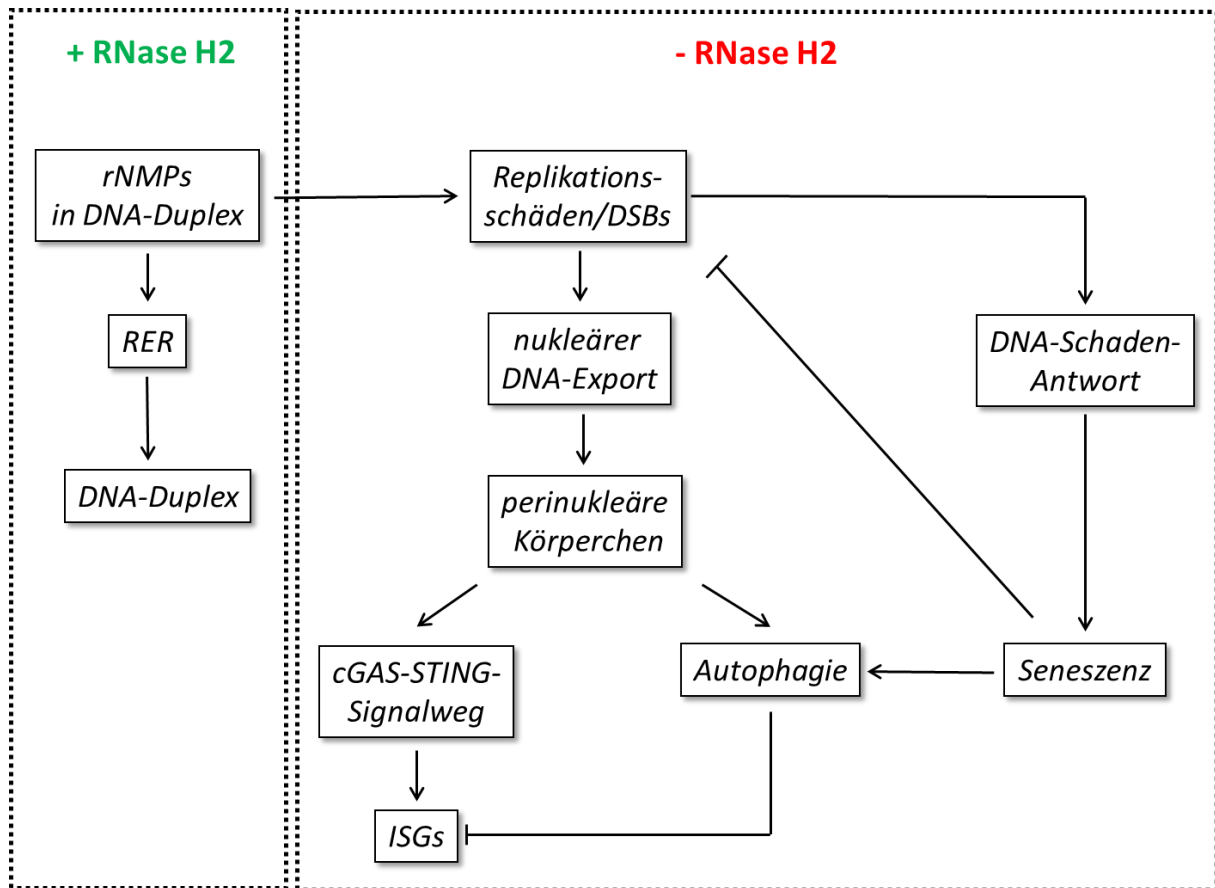 + RNase H2
rNMPs
in DNA-Duplex
RER
DNA-Duplex
- RNase H2
Replikations-
schäden/DSBs
nukleärer
DNA-Export
DNA-Schaden-
Antwort
perinukleäre
Körperchen
cGAS-STING-
Signalweg
Autophagie
Seneszenz
ISGs